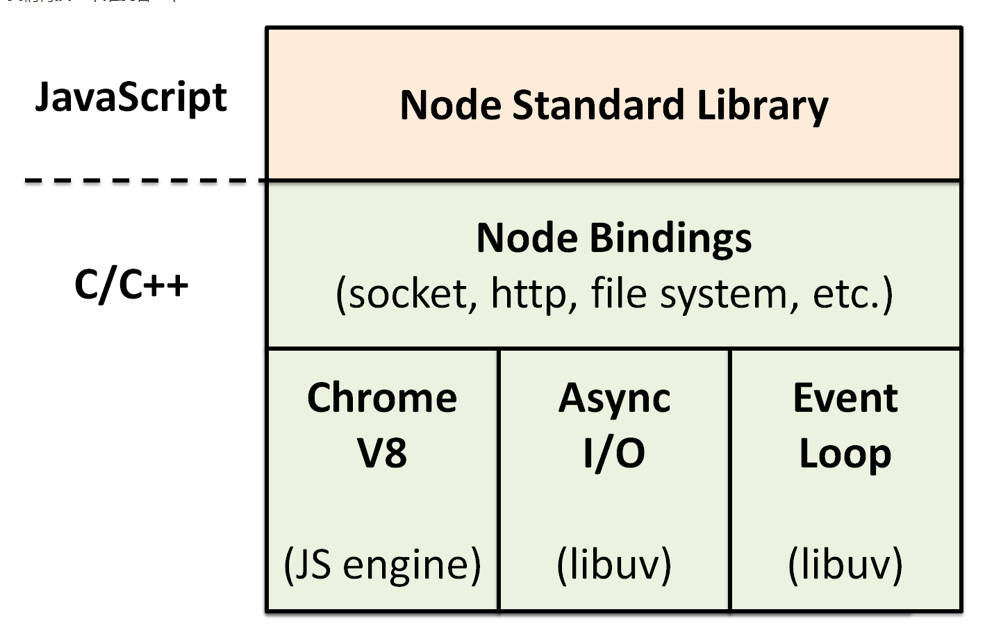 JavaScript
Node Standard Library
C/C++
Node Bindings
(socket, http, file system, etc.)
Chrome
V8
(JS engine)
Async
I/O
(libuv)
Event
Loop
(libuv)